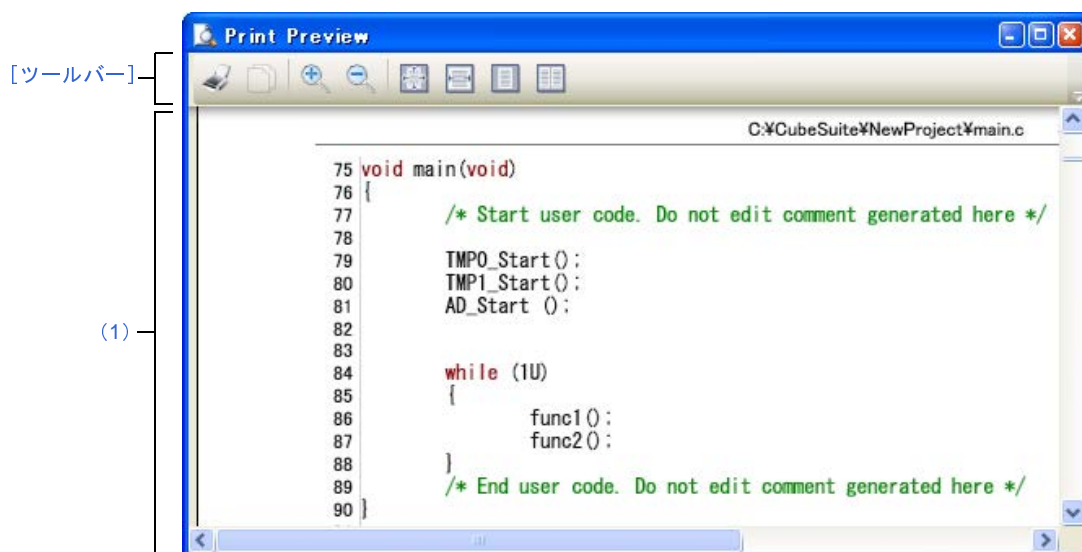 Print Preview
[ツールバー]
C:¥CubeSuite¥NewProject¥main.c
75 void main(void)
76 {
77 /* Start user code. Do not edit comment generated here */
78
79 TMP0_Start();
80 TMP1_Start();
81 AD_Start ();
82
83
(1)
84 while (1U)
85 {
86 func1();
87 func2();
88 }
89 /* End user code. Do not edit comment generated here */
90 }